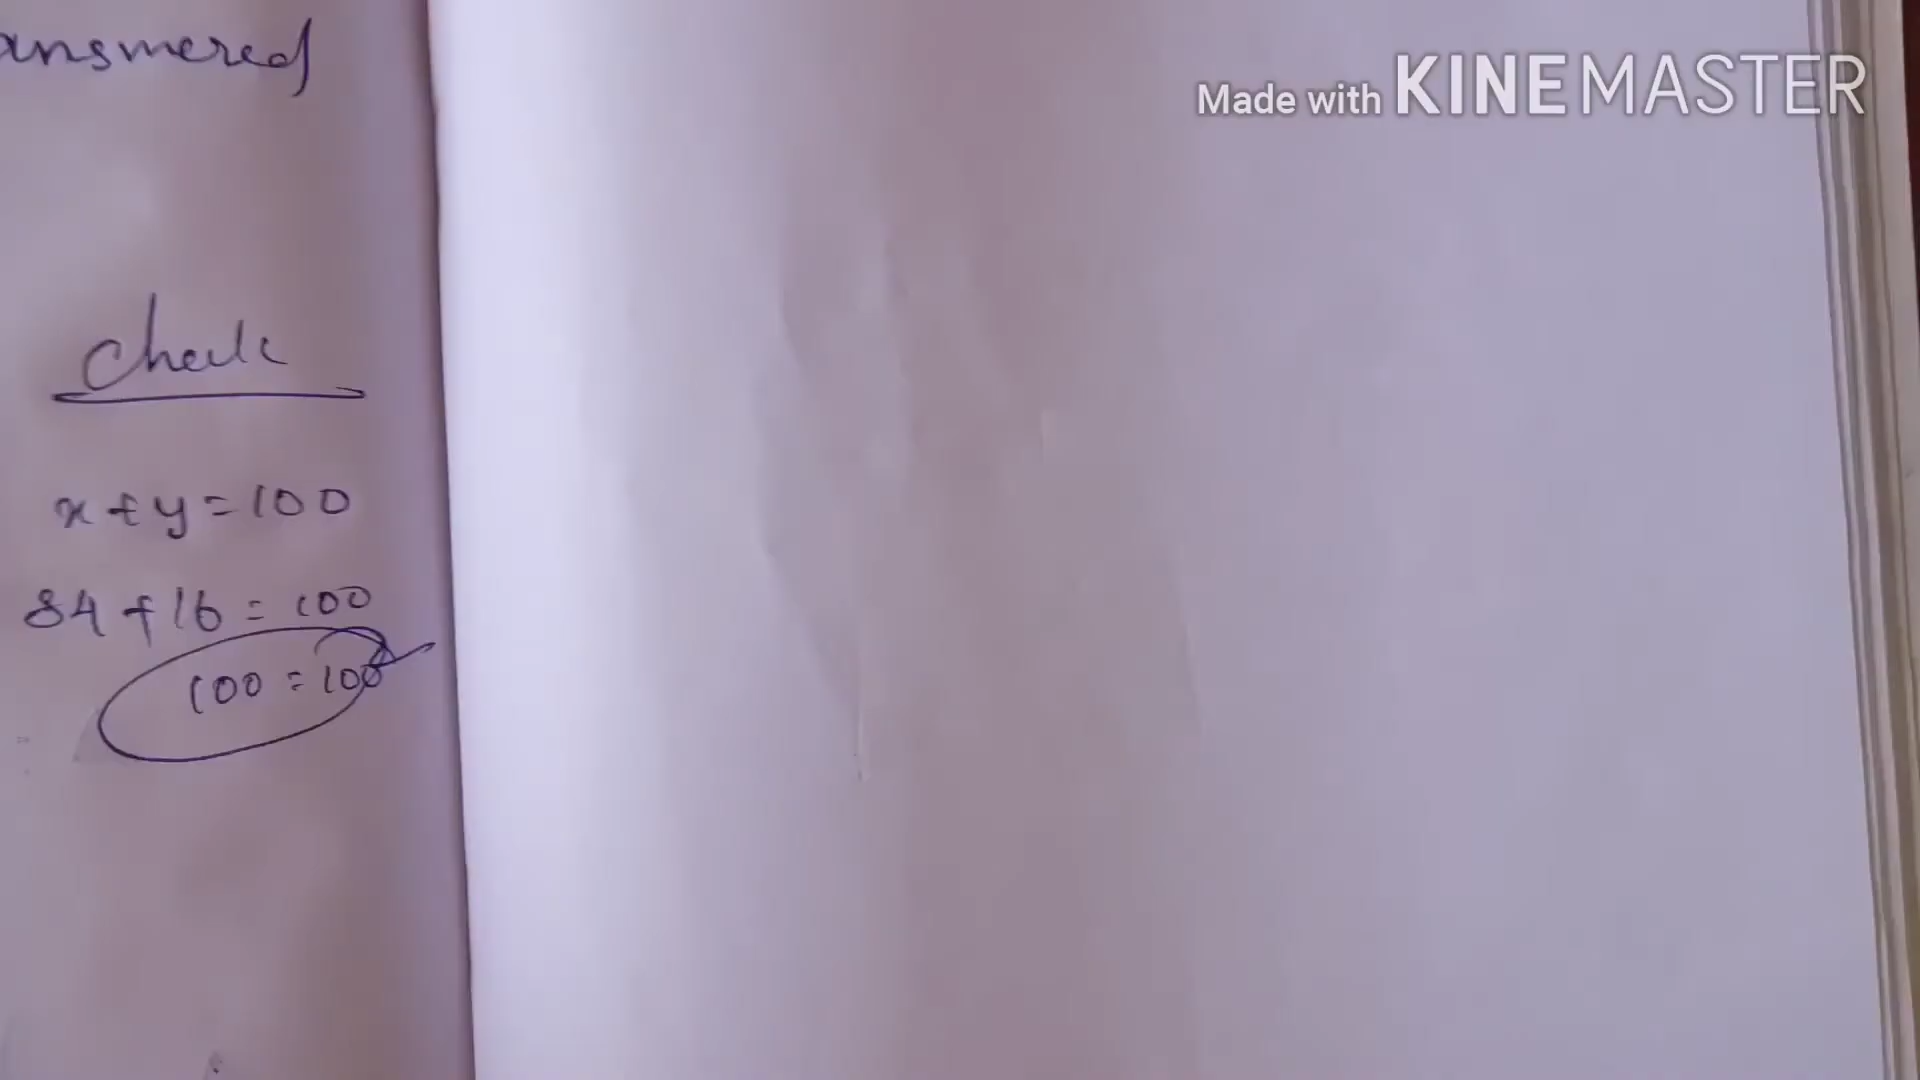 answered
Made with KINEMASTER
Check
x + y = 100
84 + 16 = 100
100 = 100